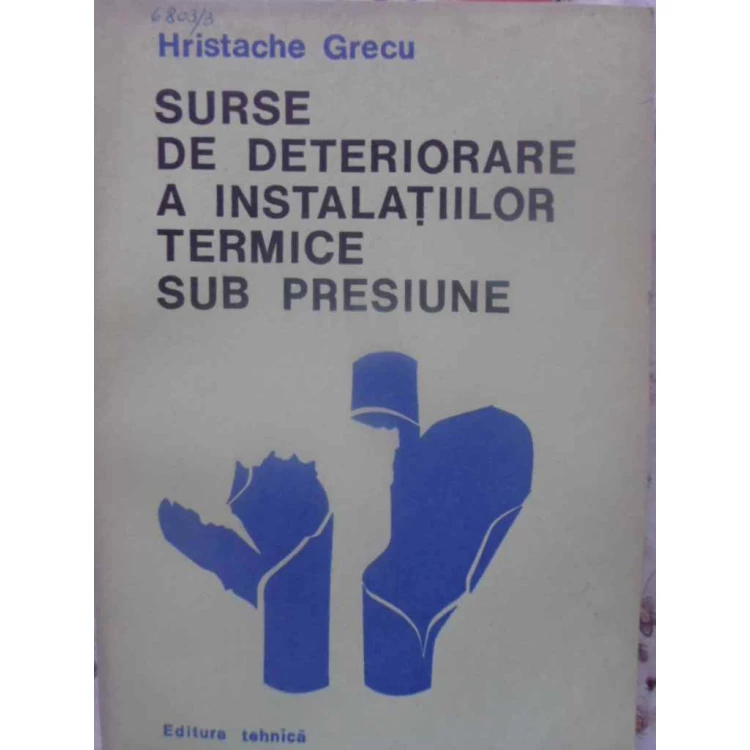 6803/3
Hristache Grecu
SURSE
DE DETERIORARE
A INSTALAȚIILOR
TERMICE
SUB PRESIUNE
Editura tehnică